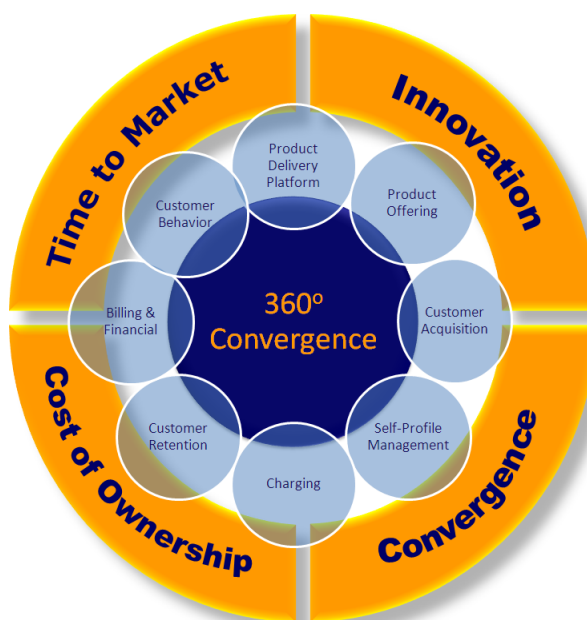 Time to Market
Innovation
Product
Delivery
Platform
Product
Offering
Customer
Acquisition
Self-Profile
Management
Charging
Customer
Retention
Billing &
Financial
Customer
Behavior
360º
Convergence
Cost of Ownership
Convergence